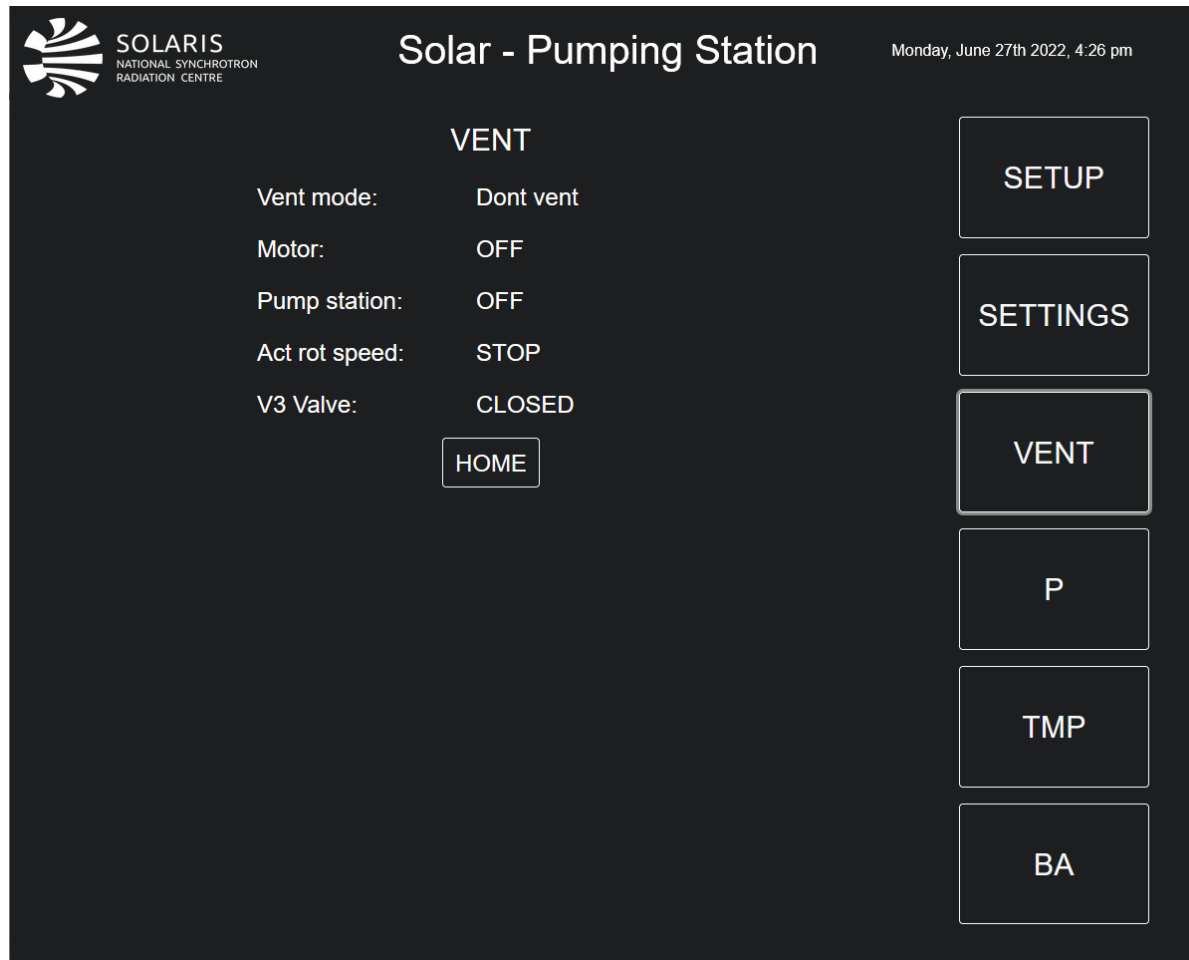 SOLARIS
NATIONAL SYNCHROTRON
RADIATION CENTRE
Solar - Pumping Station
Monday, June 27th 2022, 4:26 pm
VENT
Vent mode: Dont vent
Motor: OFF
Pump station: OFF
Act rot speed: STOP
V3 Valve: CLOSED
HOME
SETUP
SETTINGS
VENT
P
TMP
BA